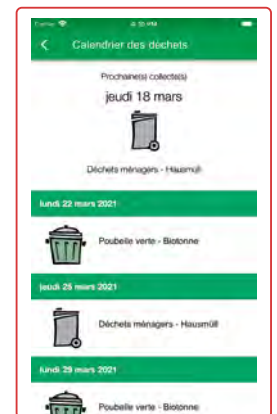 Calendrier des déchets
Prochaine(s) collecte(s)
jeudi 18 mars
Déchets ménagers - Hausmüll
lundi 22 mars 2021
Poubelle verte - Biotonne
jeudi 25 mars 2021
Déchets ménagers - Hausmüll
lundi 29 mars 2021
Poubelle verte - Biotonne